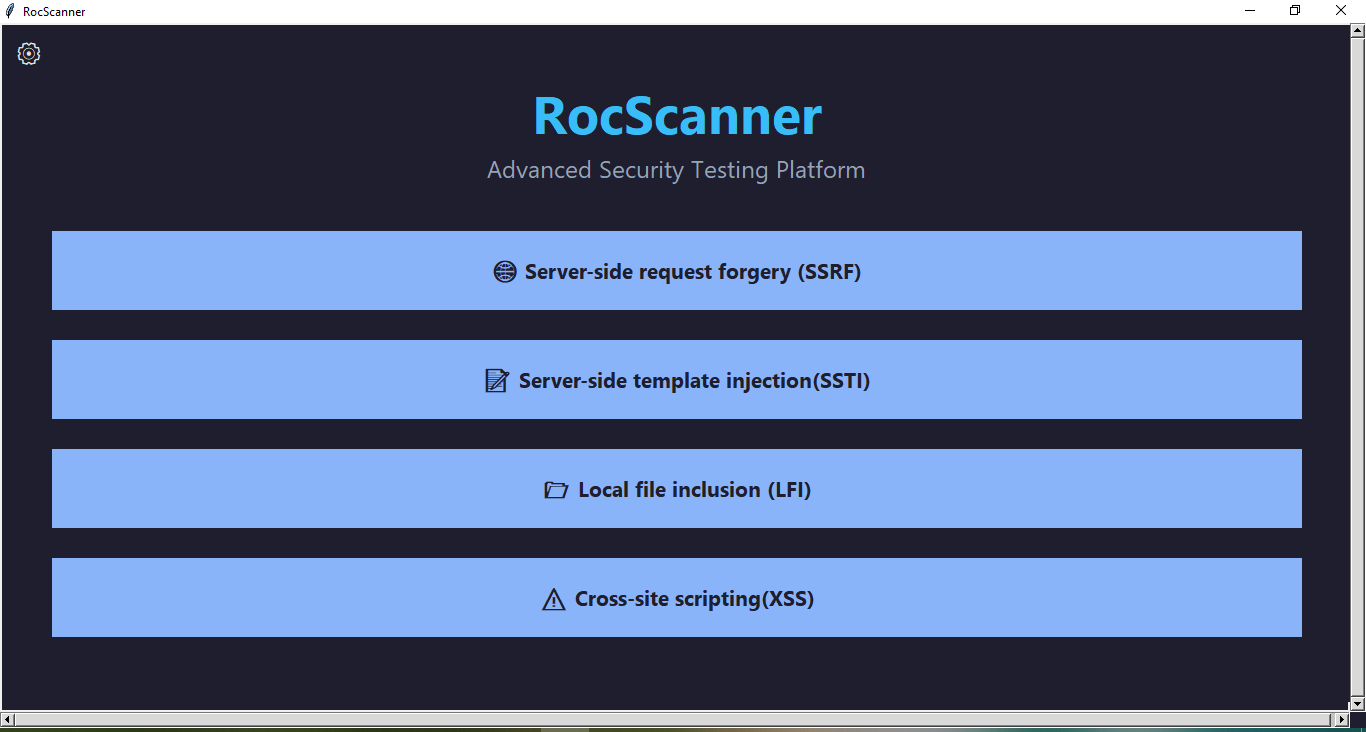 RocScanner
RocScanner
Advanced Security Testing Platform
Server-side request forgery (SSRF)
Server-side template injection(SSTI)
Local file inclusion (LFI)
Cross-site scripting(XSS)